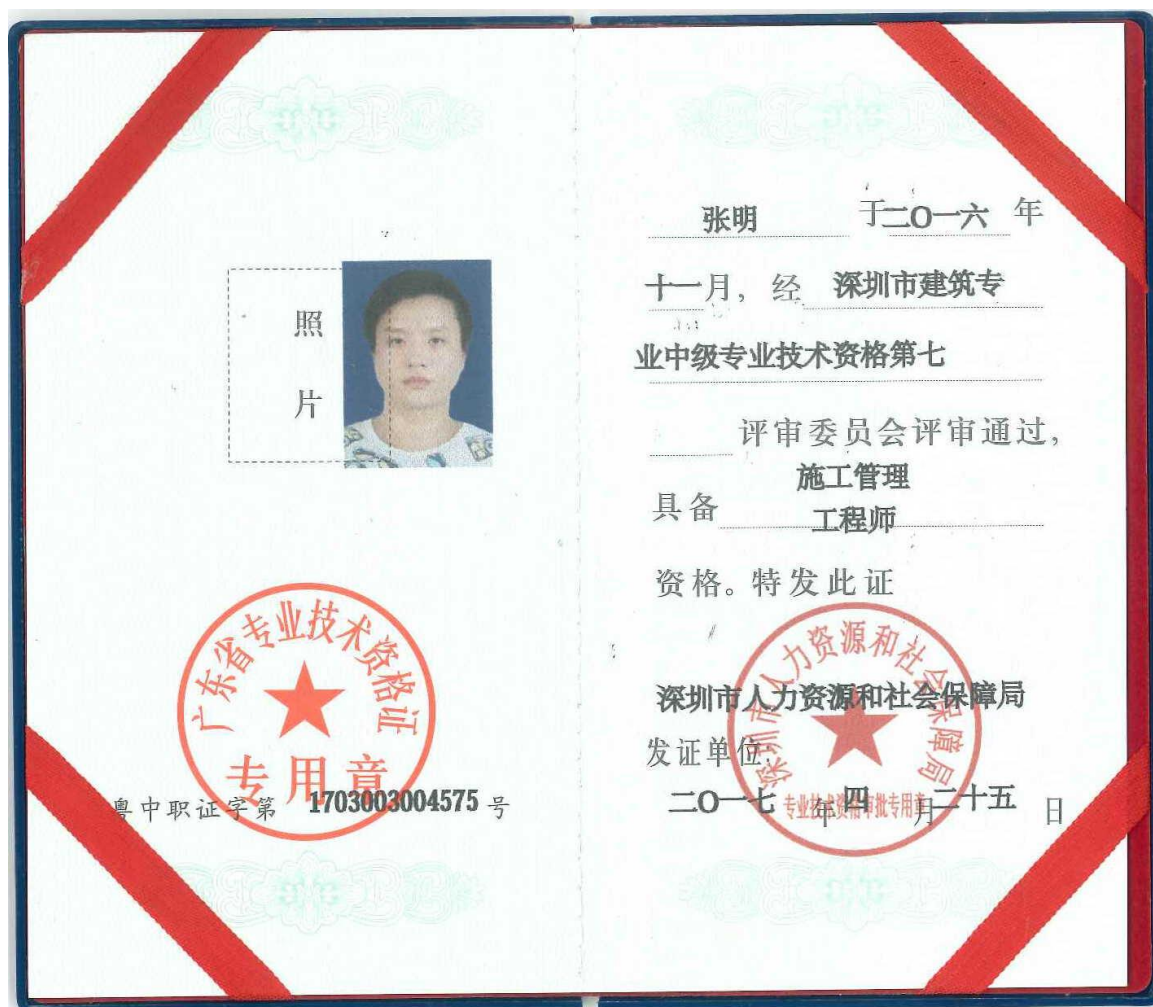 照
片
广东省专业技术资格证
专用章
粤中职证字第 1703003004575 号
张明 于二〇一六 年
十一月，经 深圳市建筑专
业中级专业技术资格第七
评审委员会评审通过，
施工管理
具备
工程师
资格。特发此证
深圳市人力资源和社会保障局
深圳市人力资源和社会保障局
发证单位：
专业技术资格审批专用章
二〇一七 年 四 月 二十五 日